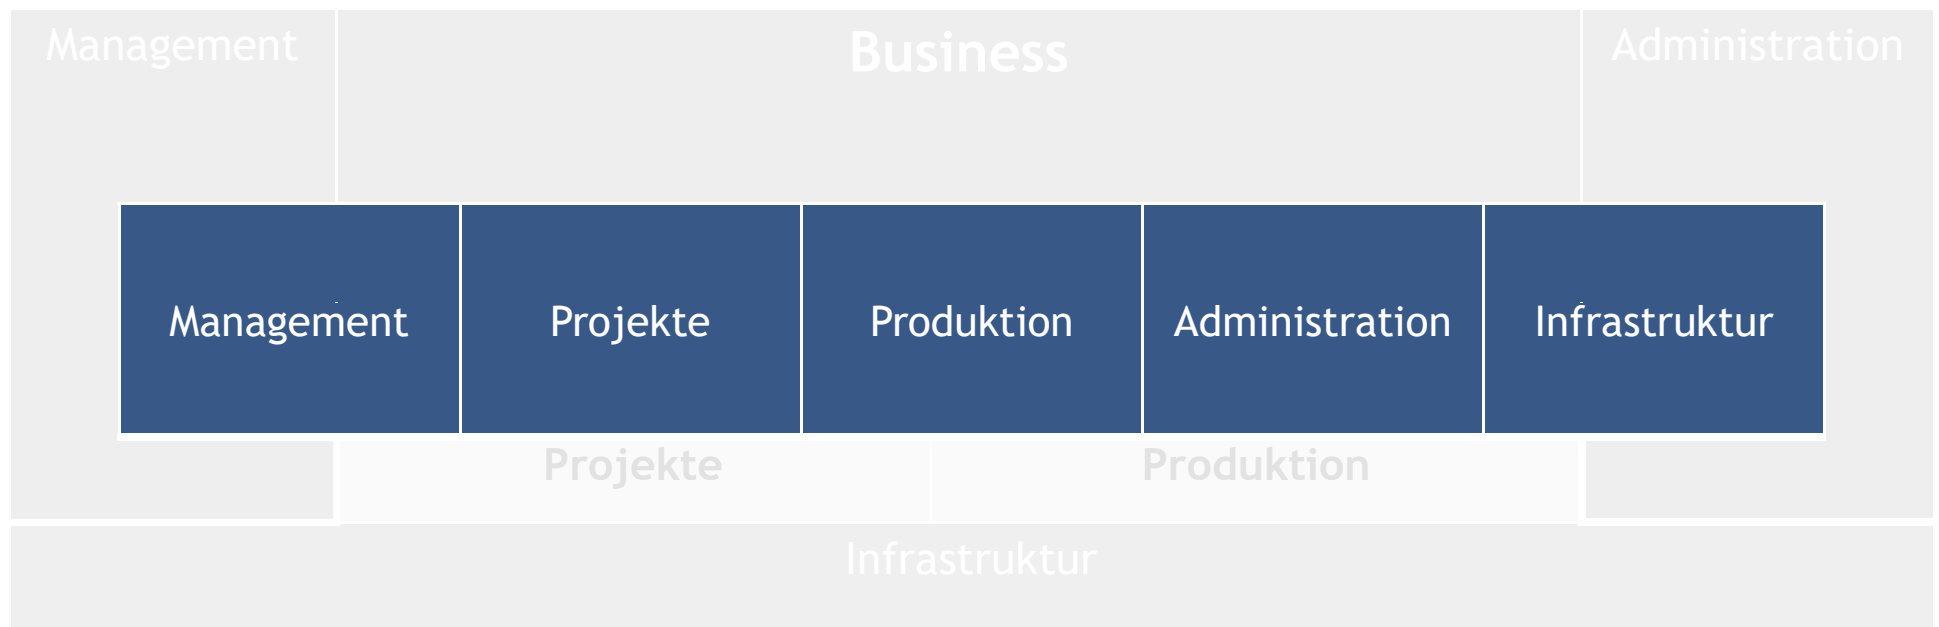 Management
Business
Administration
Management
Projekte
Produktion
Administration
Infrastruktur
Projekte
Produktion
Infrastruktur